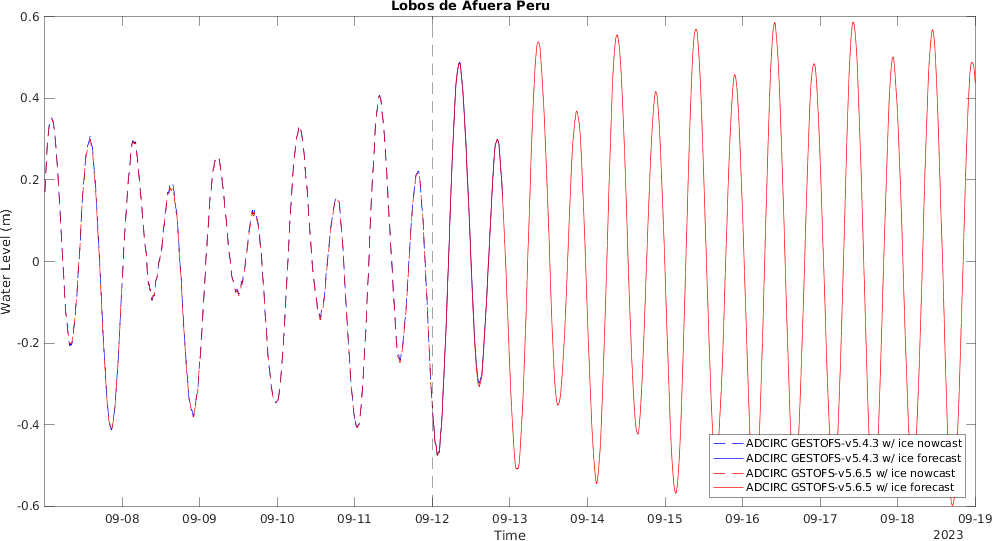 Lobos de Afuera Peru
0.6
0.4
0.2
0
-0.2
-0.4
-0.6
Water Level (m)
ADCIRC GESTOFS-v5.4.3 w/ ice nowcast
ADCIRC GESTOFS-v5.4.3 w/ ice forecast
ADCIRC GSTOFS-v5.6.5 w/ ice nowcast
ADCIRC GSTOFS-v5.6.5 w/ ice forecast
09-08 09-09 09-10 09-11 09-12 09-13 09-14 09-15 09-16 09-17 09-18 09-19
Time
2023